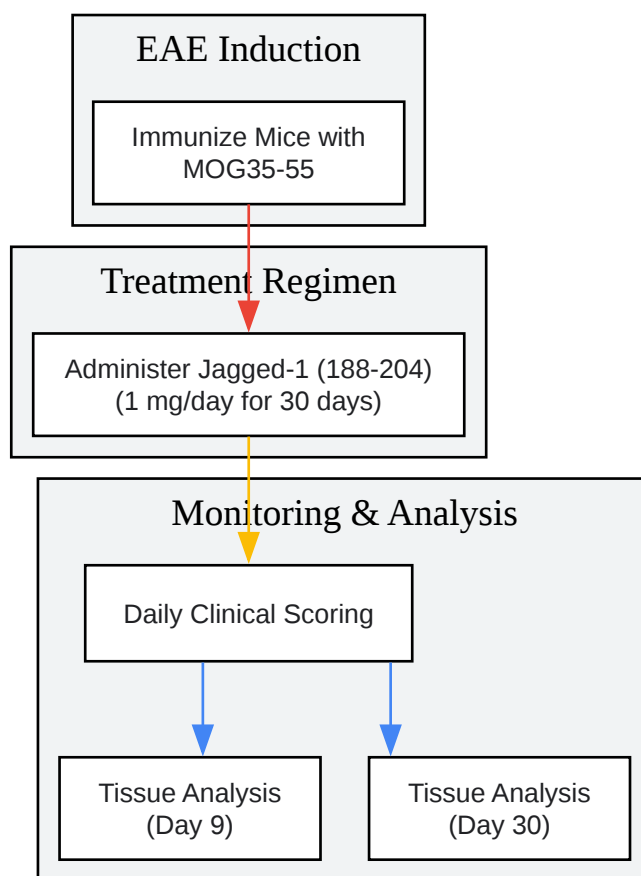 EAE Induction
Immunize Mice with
MOG35-55
Treatment Regimen
Administer Jagged-1 (188-204)
(1 mg/day for 30 days)
Monitoring & Analysis
Daily Clinical Scoring
Tissue Analysis
(Day 9)
Tissue Analysis
(Day 30)